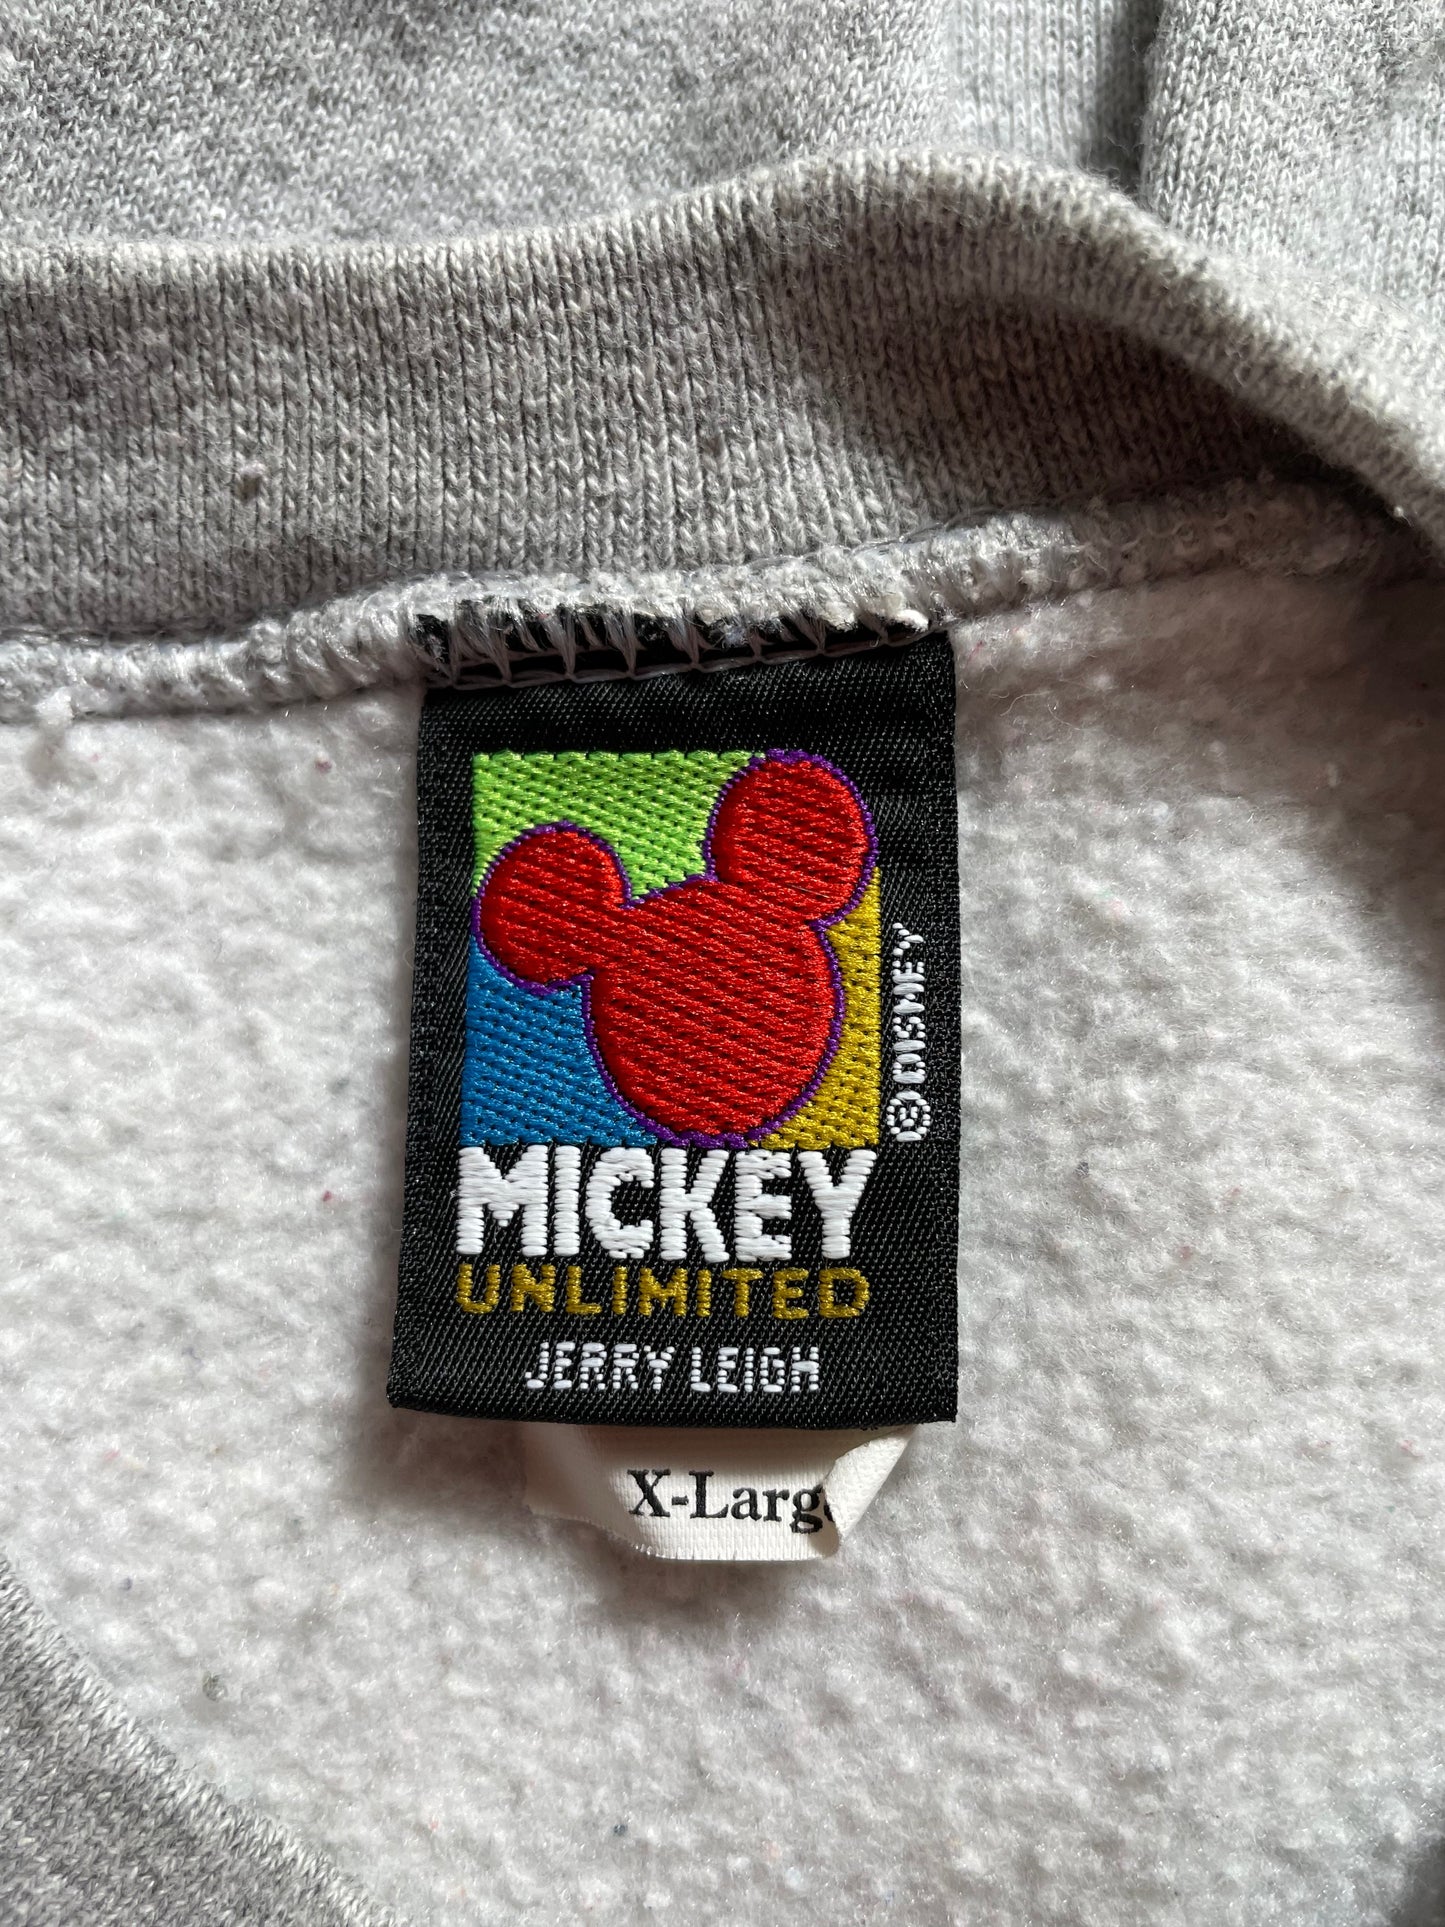 © DISNEY
MICKEY
UNLIMITED
JERRY LEIGH
X-Large